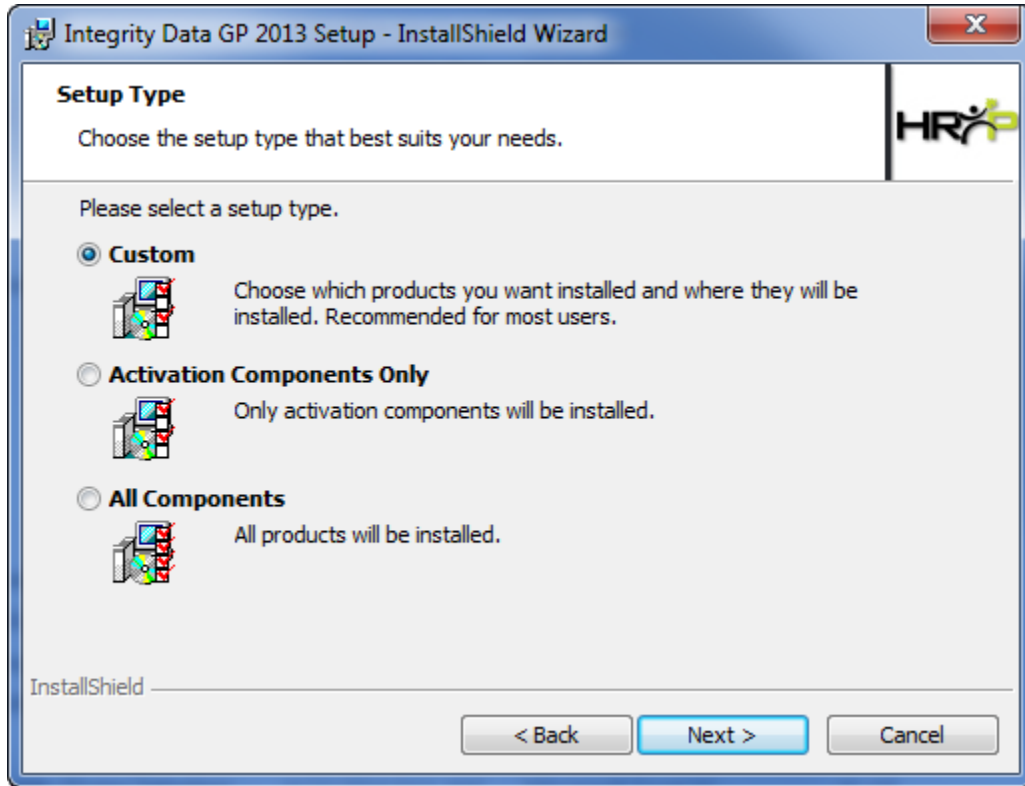 Integrity Data GP 2013 Setup - InstallShield Wizard
Setup Type
Choose the setup type that best suits your needs.
HRP
Please select a setup type.
Custom
Choose which products you want installed and where they will be
installed. Recommended for most users.
Activation Components Only
Only activation components will be installed.
All Components
All products will be installed.
InstallShield
< Back
Next >
Cancel